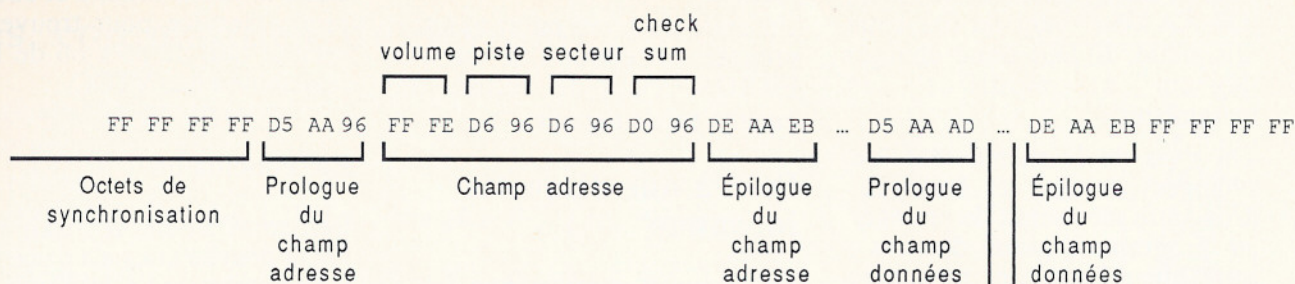 check
volume piste secteur sum
FF FF FF FF D5 AA 96 FF FE D6 96 D6 96 D0 96 DE AA EB ... D5 AA AD ... DE AA EB FF FF FF FF
Octets de synchronisation
Prologue du champ adresse
Champ adresse
Épilogue du champ adresse
Prologue du champ données
Épilogue du champ données